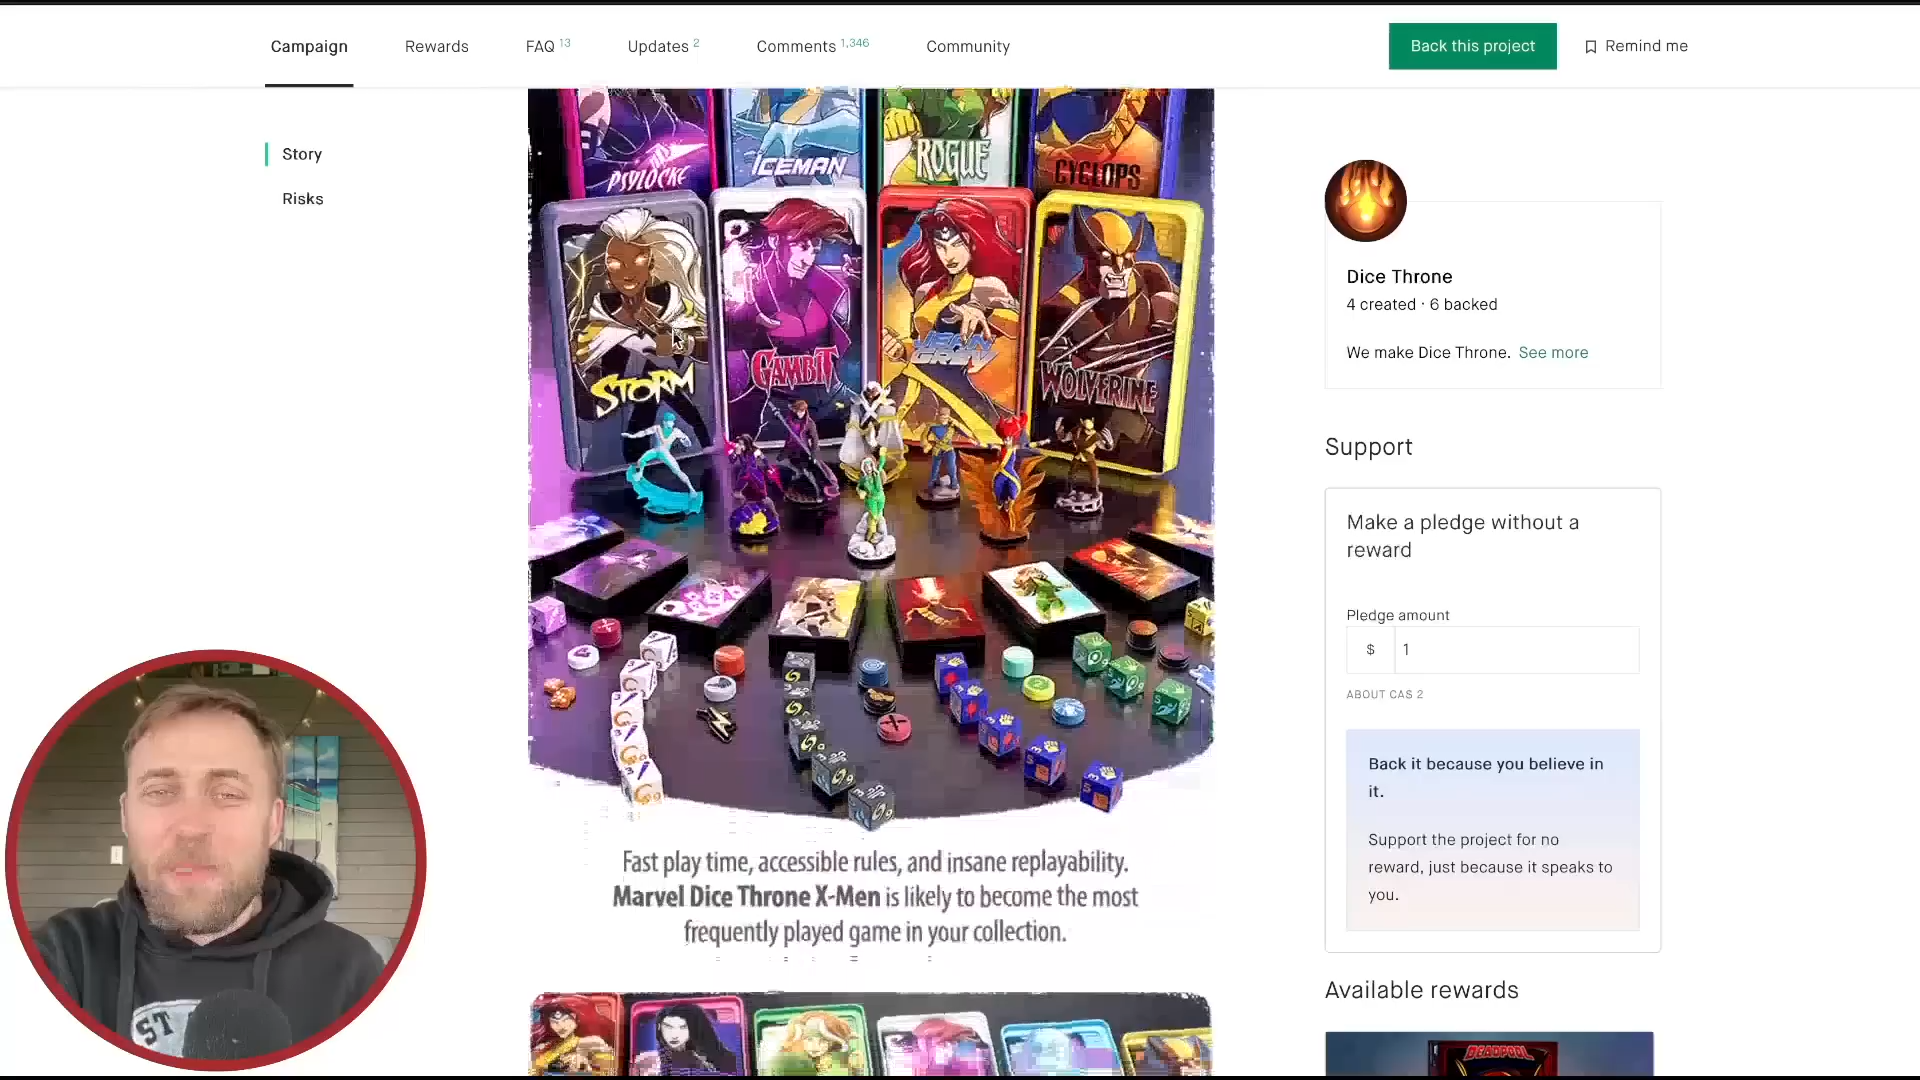 Campaign
Rewards
FAQ 13
Updates 2
Comments 1,346
Community
Back this project
Remind me
Story
Risks
PSYLOCKE
ICEMAN
ROGUE
CYCLOPS
STORM
GAMBIT
JEAN
GREY
WOLVERINE
Fast play time, accessible rules, and insane replayability.
Marvel Dice Throne X-Men is likely to become the most
frequently played game in your collection.
Dice Throne
4 created · 6 backed
We make Dice Throne. See more
Support
Make a pledge without a
reward
Pledge amount
$ 1
ABOUT CA$ 2
Back it because you believe in
it.
Support the project for no
reward, just because it speaks to
you.
Available rewards
DEADPOOL
ST